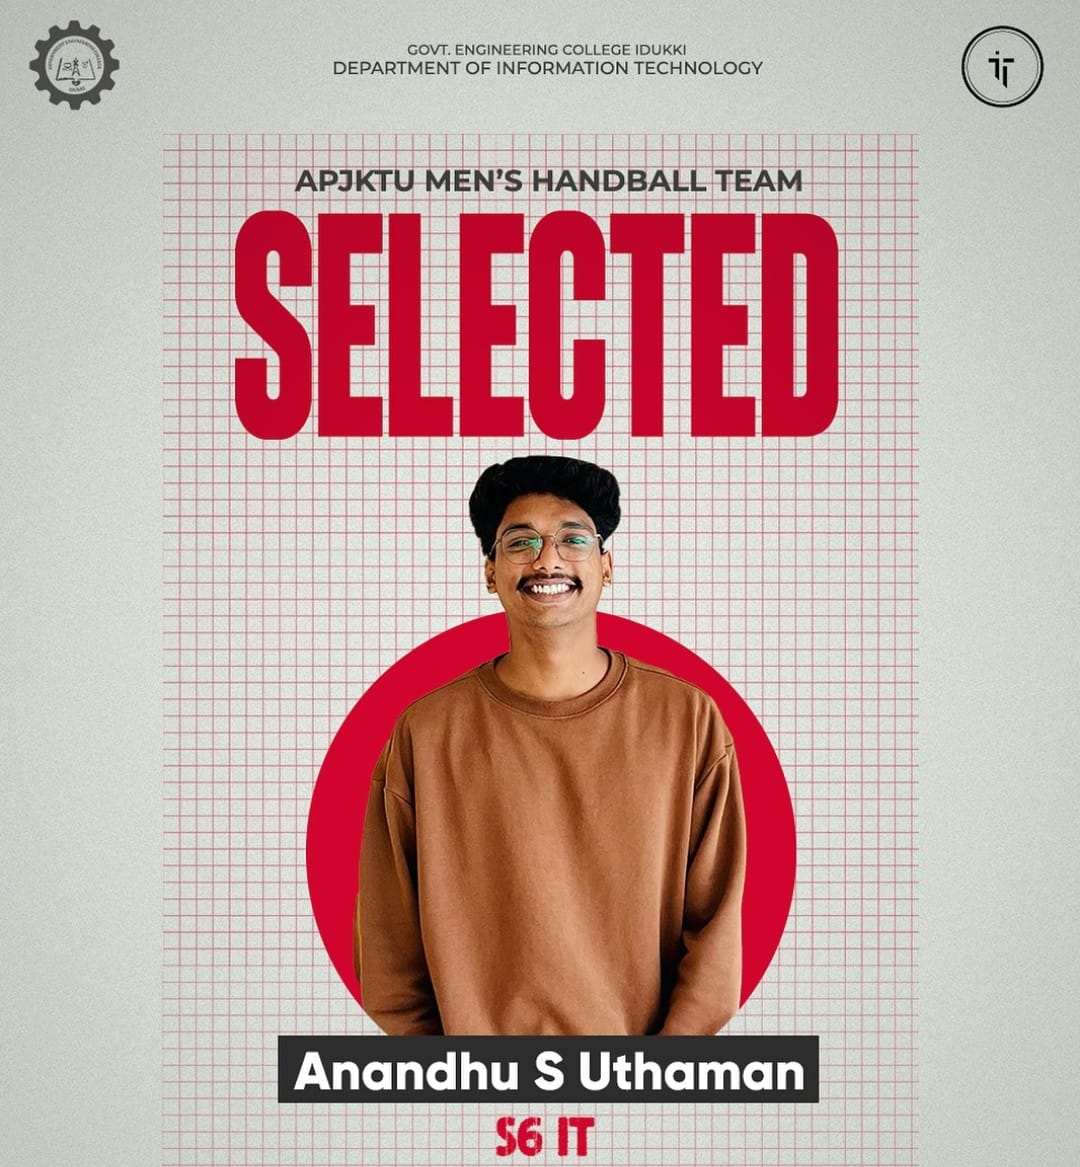 GOVT. ENGINEERING COLLEGE IDUKKI
DEPARTMENT OF INFORMATION TECHNOLOGY
APJKTU MEN'S HANDBALL TEAM
SELECTED
Anandhu S Uthaman
S6 IT